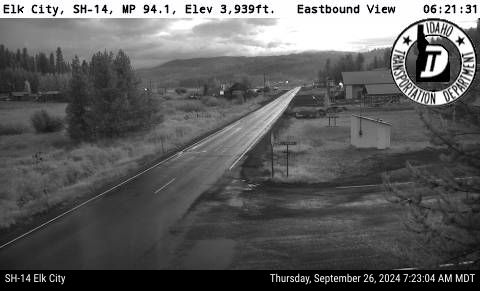 Elk City, SH-14, MP 94.1, Elev 3,939ft. Eastbound View 06:21:31
IDAHO
TRANSPORTATION DEPARTMENT
SH-14 Elk City Thursday, September 26, 2024 7:23:04 AM MDT